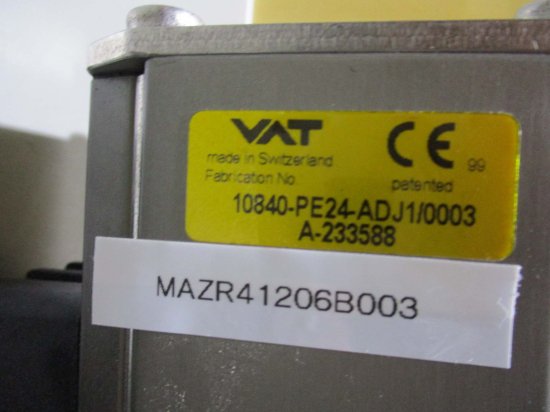 VAT
CE 99
made in Switzerland
Fabrication No.
patented
10840-PE24-ADJ1/0003
A-233588
MAZR41206B003